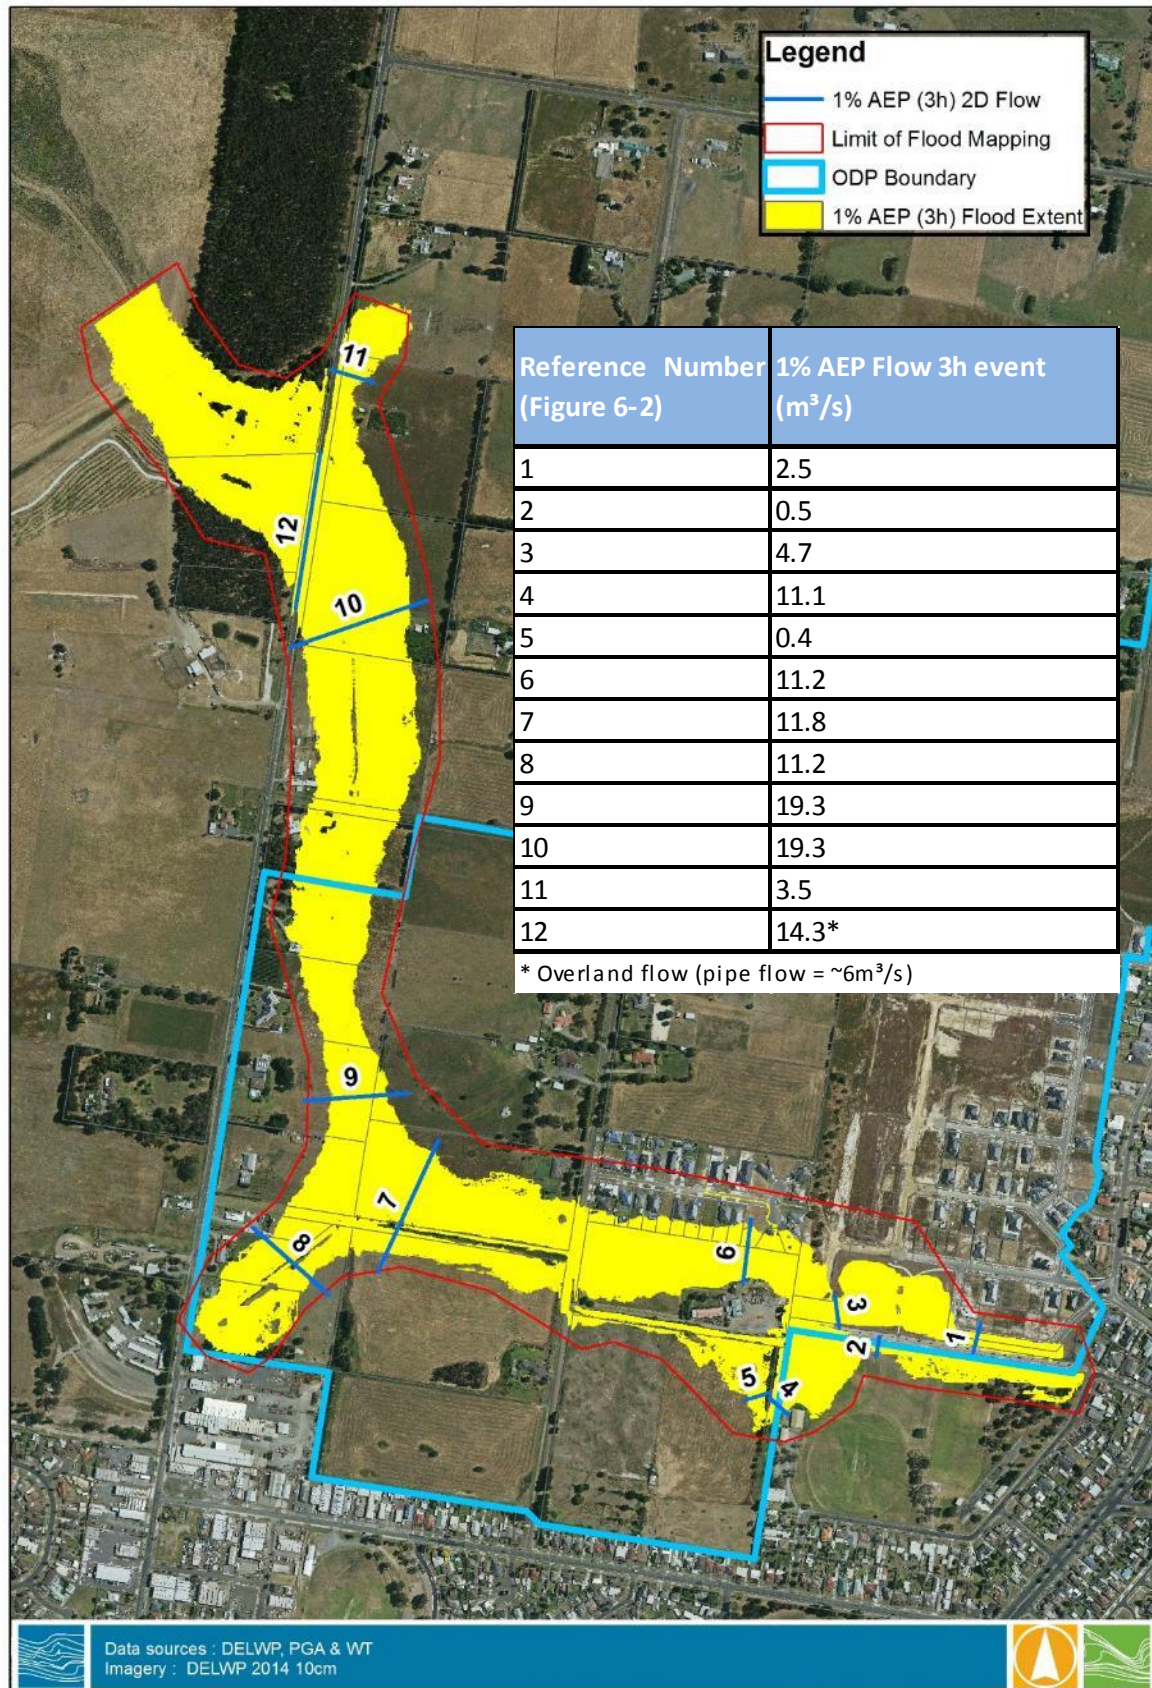 Legend
1% AEP (3h) 2D Flow
Limit of Flood Mapping
ODP Boundary
1% AEP (3h) Flood Extent
11
12
10
Reference Number (Figure 6-2) 1% AEP Flow 3h event (m³/s)
1 2.5
2 0.5
3 4.7
4 11.1
5 0.4
6 11.2
7 11.8
8 11.2
9 19.3
10 19.3
11 3.5
12 14.3*
* Overland flow (pipe flow = ~6m³/s)
9
7
8
6
3
2
1
5
4
Data sources : DELWP, PGA & WT
Imagery : DELWP 2014 10cm